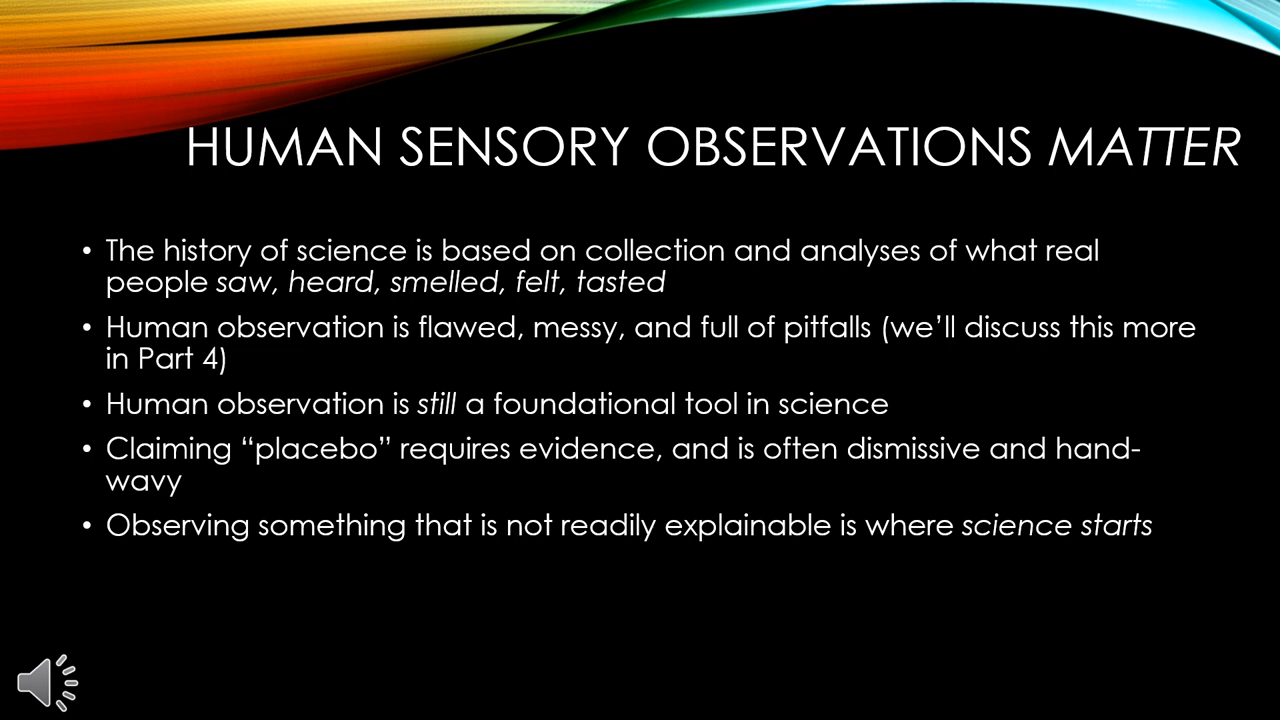 HUMAN SENSORY OBSERVATIONS MATTER
• The history of science is based on collection and analyses of what real
people saw, heard, smelled, felt, tasted
• Human observation is flawed, messy, and full of pitfalls (we’ll discuss this more
in Part 4)
• Human observation is still a foundational tool in science
• Claiming “placebo” requires evidence, and is often dismissive and hand-
wavy
• Observing something that is not readily explainable is where science starts